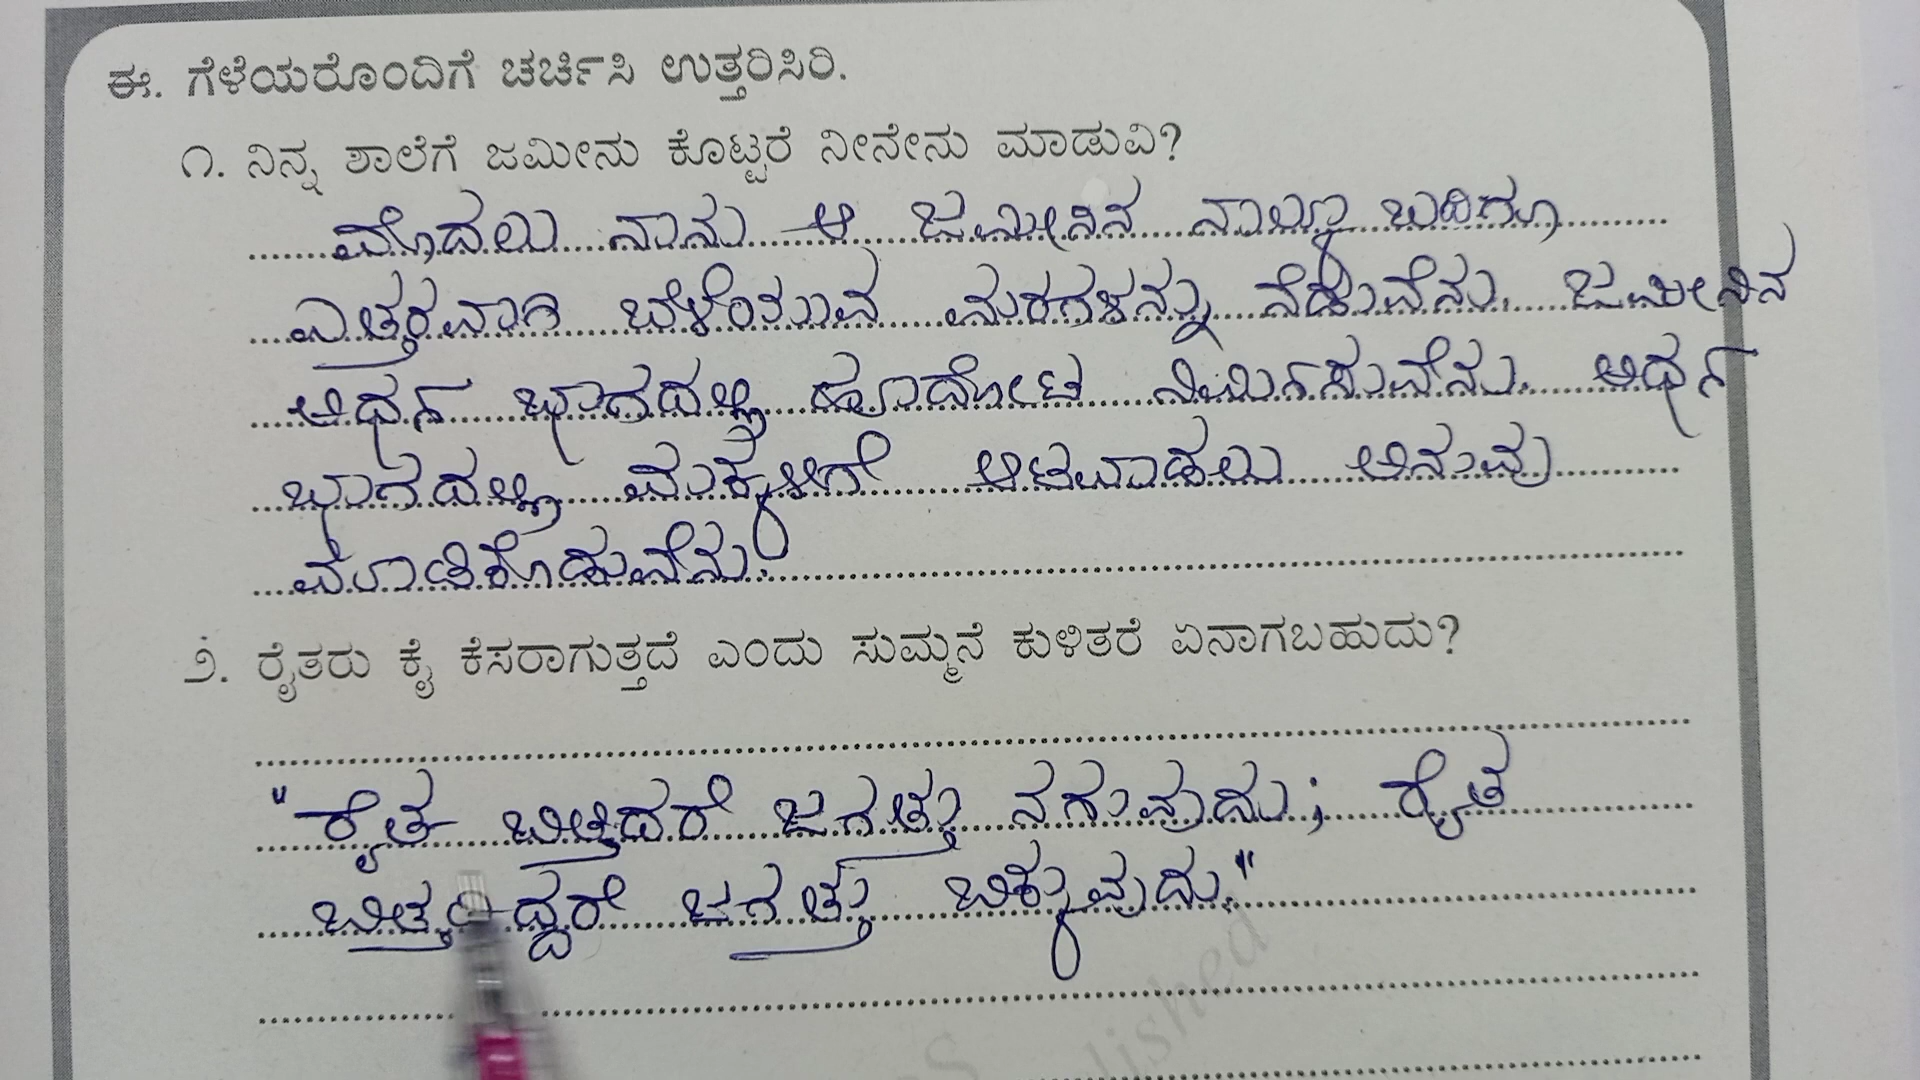 ಈ. ಗೆಳೆಯರೊಂದಿಗೆ ಚರ್ಚಿಸಿ ಉತ್ತರಿಸಿರಿ.
೧. ನಿನ್ನ ಶಾಲೆಗೆ ಜಮೀನು ಕೊಟ್ಟರೆ ನೀನೇನು ಮಾಡುವಿ?
ಮೊದಲು ನಾನು ಆ ಜಮೀನಿನ ನಾಲ್ಕೂ ಬದಿಗೂ
ಎತ್ತರವಾಗಿ ಬೆಳೆಯುವ ಮರಗಳನ್ನು ನೆಡುವೆನು. ಜಮೀನಿನ
ಅರ್ಧ ಭಾಗದಲ್ಲಿ ಹೂದೋಟ ನಿರ್ಮಿಸುವೆನು. ಅರ್ಧ
ಭಾಗದಲ್ಲಿ ಮಕ್ಕಳಿಗೆ ಆಟವಾಡಲು ಅನುವು
ಮಾಡಿಕೊಡುವೆನು.
೨. ರೈತರು ಕೈ ಕೆಸರಾಗುತ್ತದೆ ಎಂದು ಸುಮ್ಮನೆ ಕುಳಿತರೆ ಏನಾಗಬಹುದು?
"ರೈತ ಬಿತ್ತಿದರೆ ಜಗತ್ತು ನಗುವುದು; ರೈತ
ಬಿತ್ತದಿದ್ದರೆ ಜಗತ್ತು ಬಿಕ್ಕುವುದು."